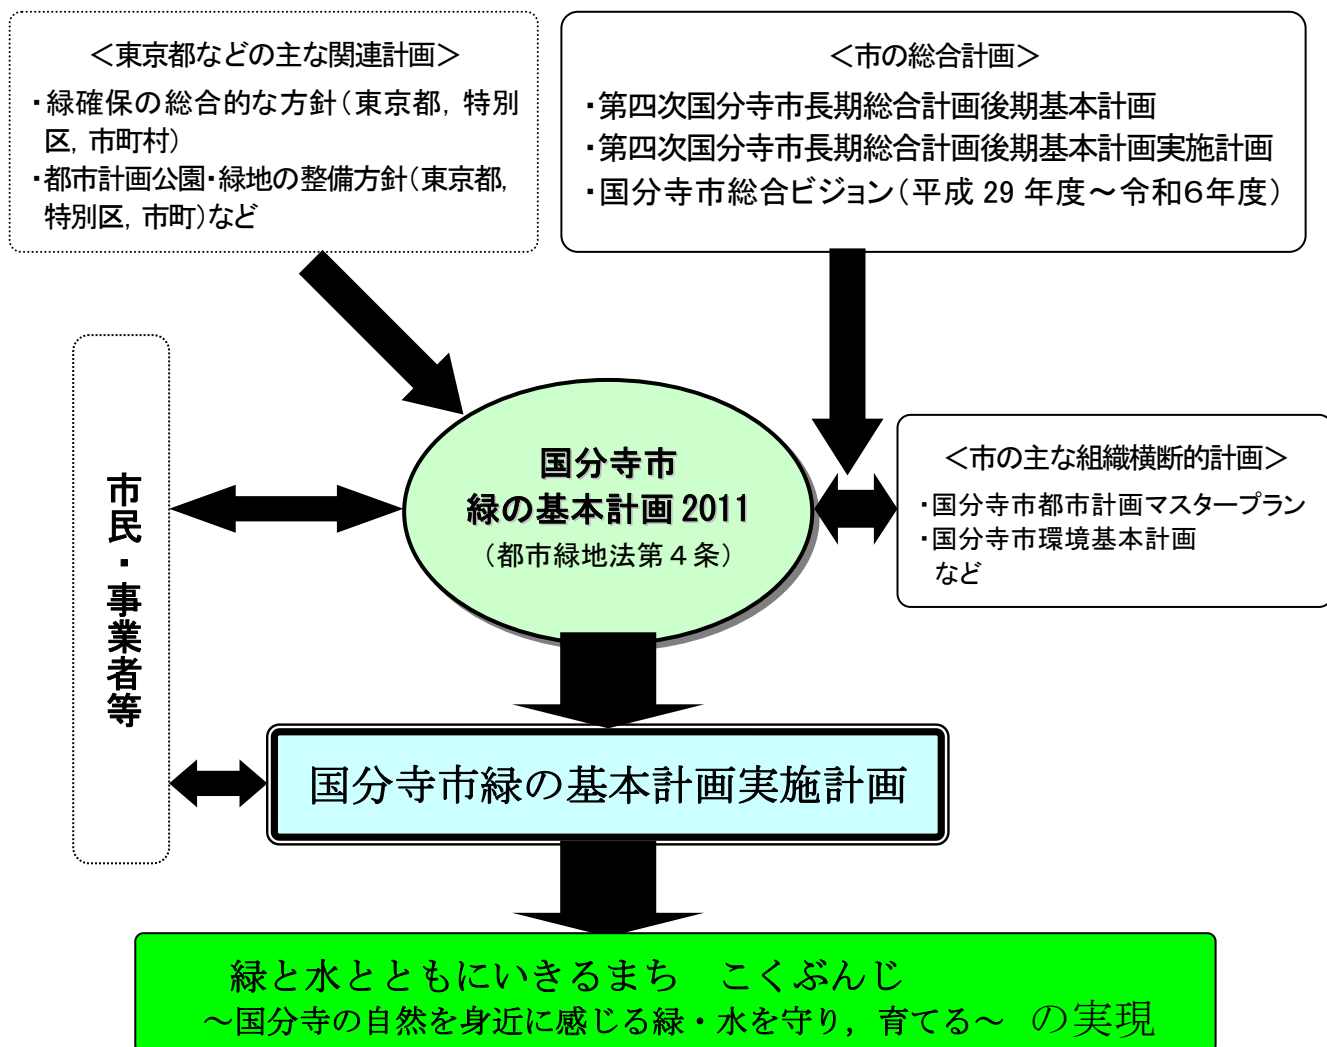 ＜東京都などの主な関連計画＞
・緑確保の総合的な方針（東京都，特別
区，市町村）
・都市計画公園・緑地の整備方針（東京都，
特別区，市町）など
＜市の総合計画＞
・第四次国分寺市長期総合計画後期基本計画
・第四次国分寺市長期総合計画後期基本計画実施計画
・国分寺市総合ビジョン（平成 29 年度～令和６年度）
国分寺市
緑の基本計画 2011
（都市緑地法第４条）
＜市の主な組織横断的計画＞
・国分寺市都市計画マスタープラン
・国分寺市環境基本計画
など
市民・事業者等
国分寺市緑の基本計画実施計画
緑と水とともにいきるまち　こくぶんじ
～国分寺の自然を身近に感じる緑・水を守り，育てる～ の実現